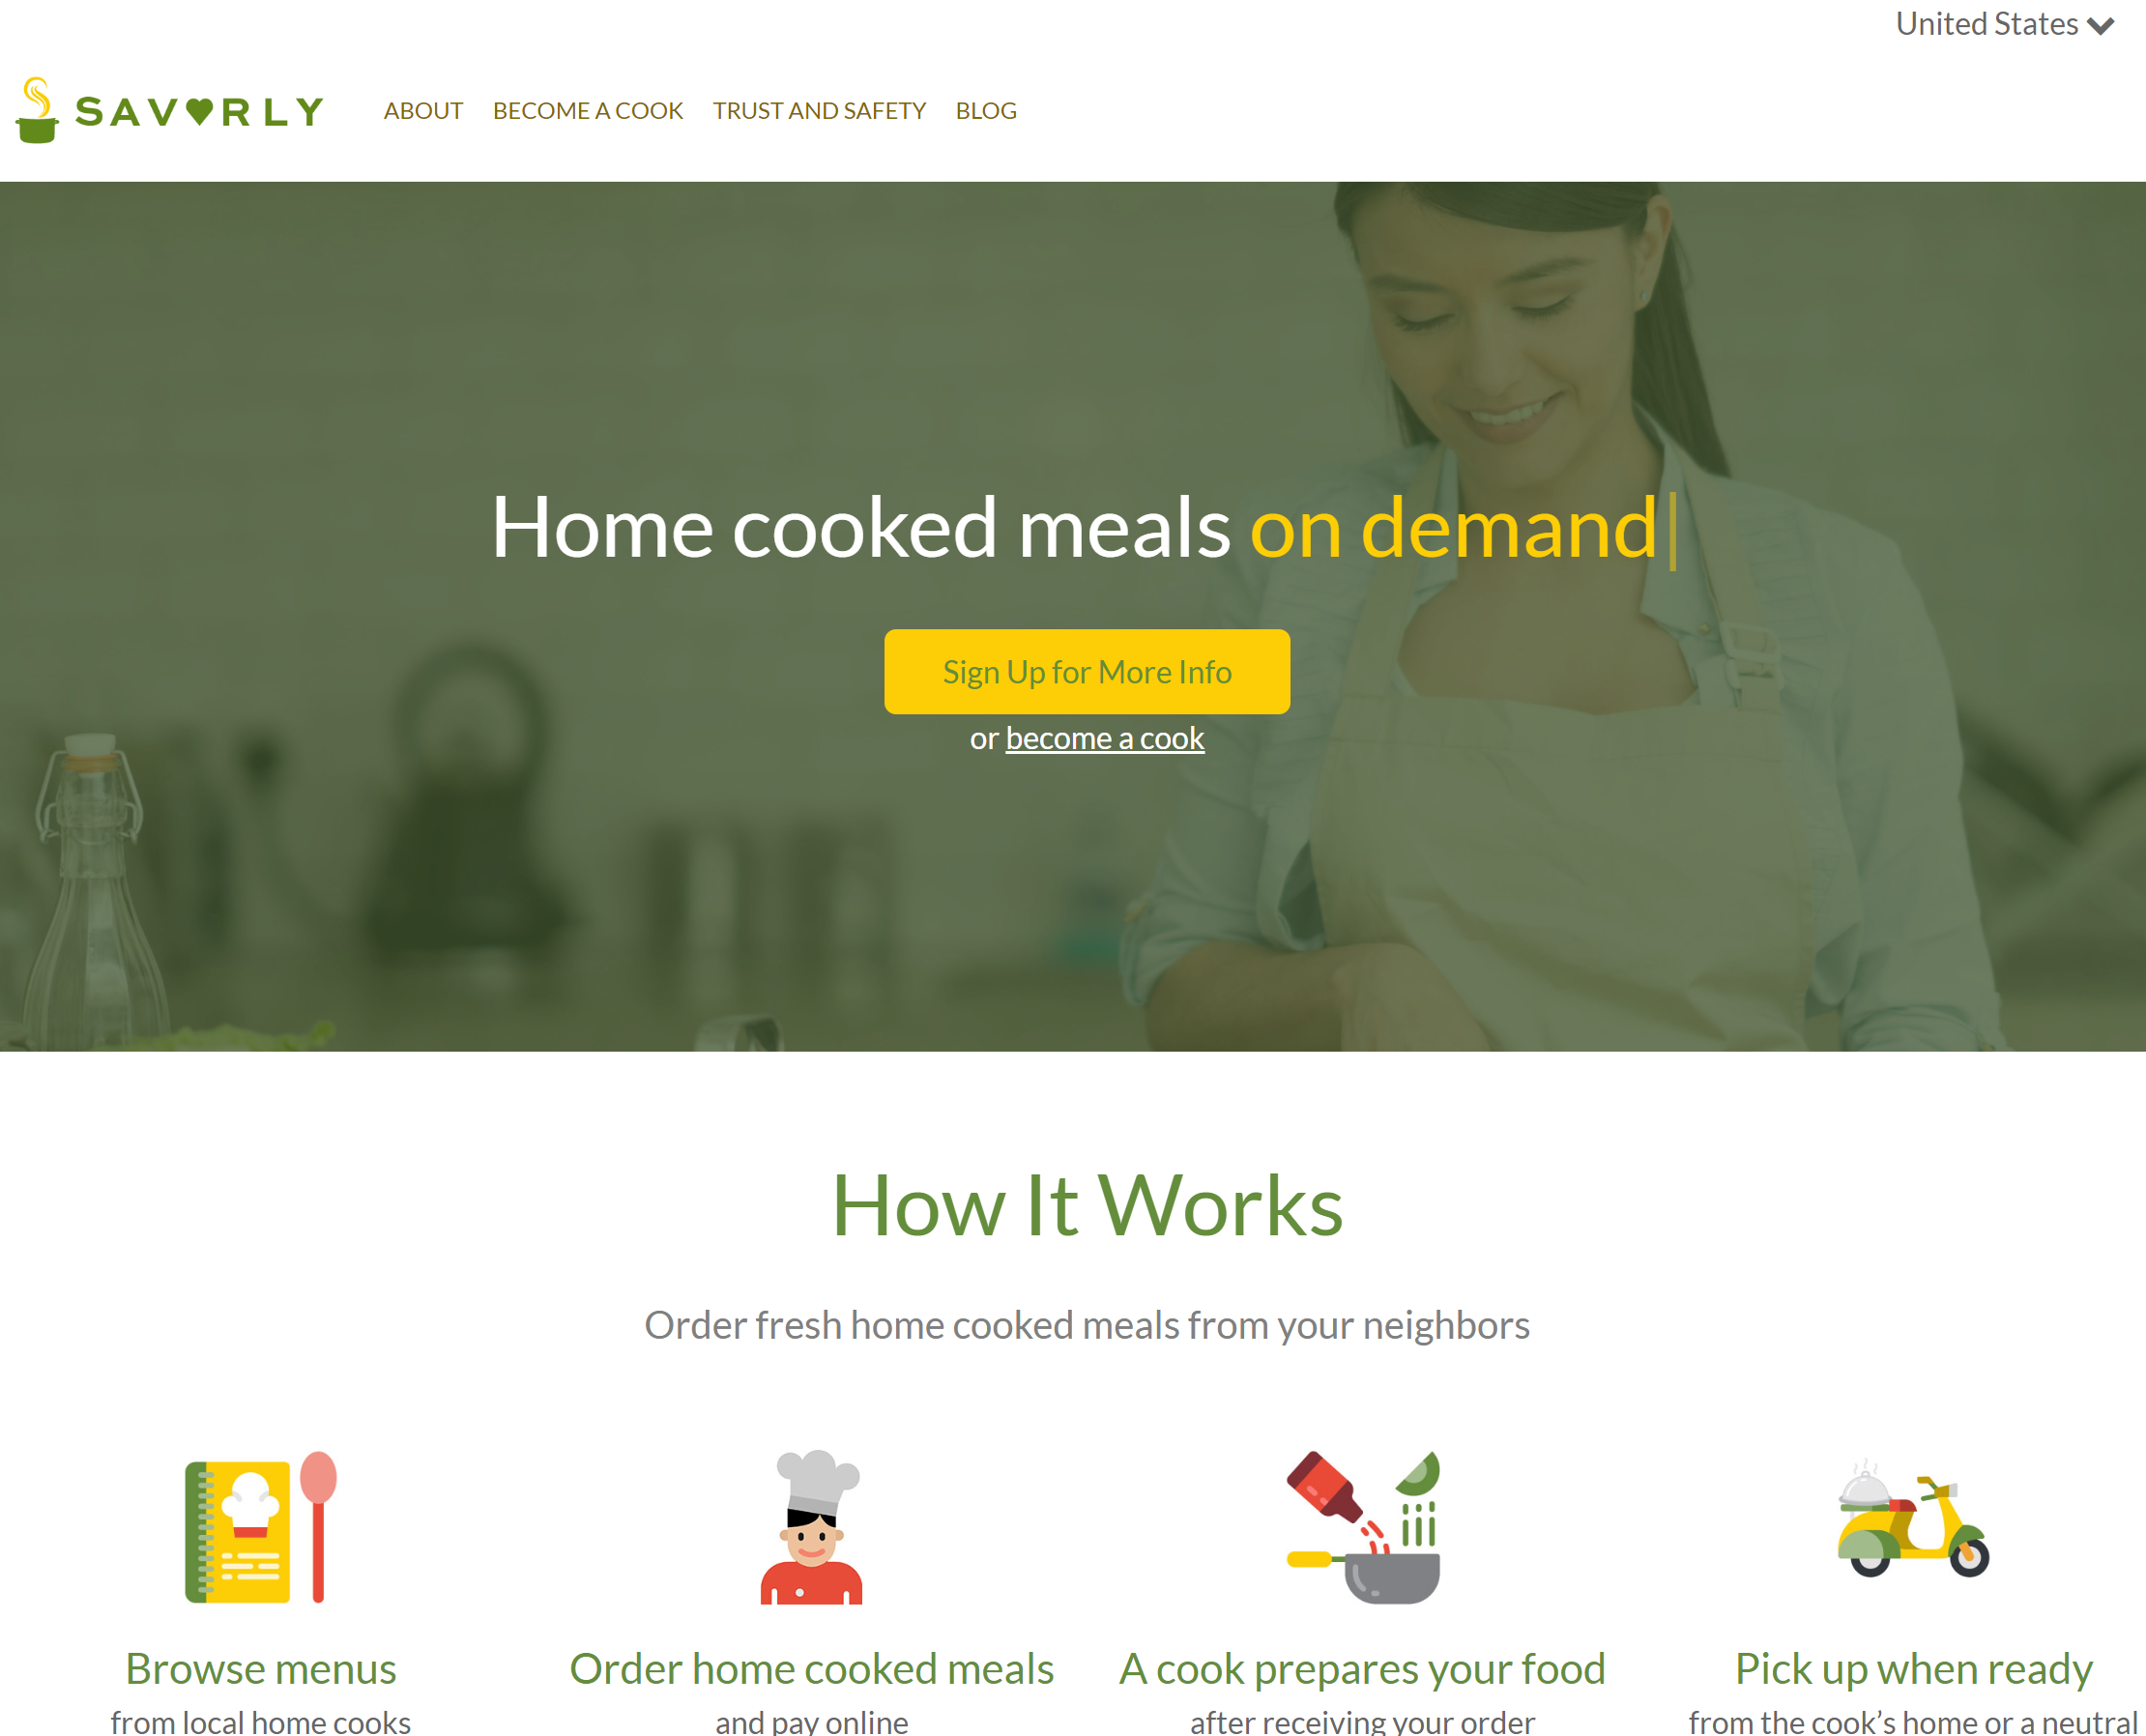 United States
SAVORLY
ABOUT BECOME A COOK TRUST AND SAFETY BLOG
Home cooked meals on demand
Sign Up for More Info
or become a cook
How It Works
Order fresh home cooked meals from your neighbors
Browse menus
from local home cooks
Order home cooked meals
and pay online
A cook prepares your food
after receiving your order
Pick up when ready
from the cook’s home or a neutral